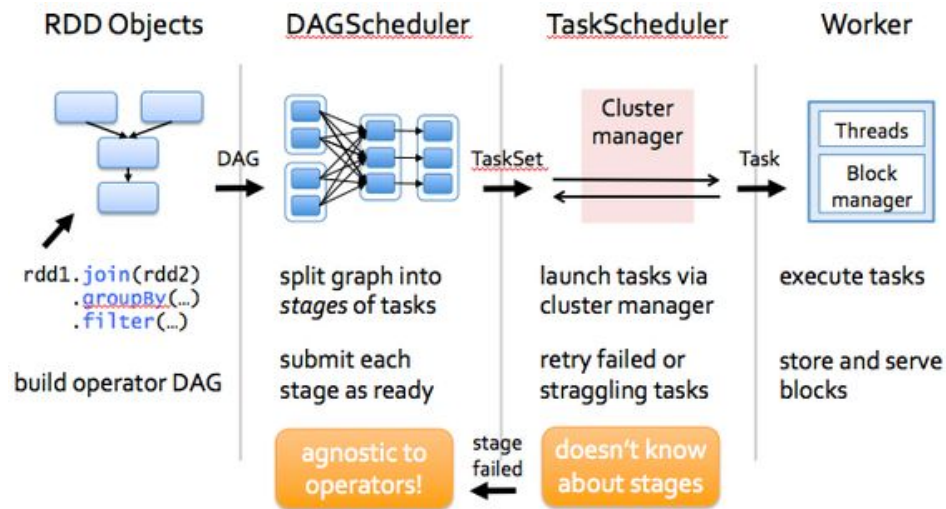 RDD Objects
DAGScheduler
TaskScheduler
Worker
DAG
TaskSet
Cluster
manager
Task
Threads
Block
manager
rdd1.join(rdd2)
.groupBy(…)
.filter(…)
build operator DAG
split graph into
stages of tasks
submit each
stage as ready
agnostic to
operators!
launch tasks via
cluster manager
retry failed or
straggling tasks
stage
failed
doesn't know
about stages
execute tasks
store and serve
blocks